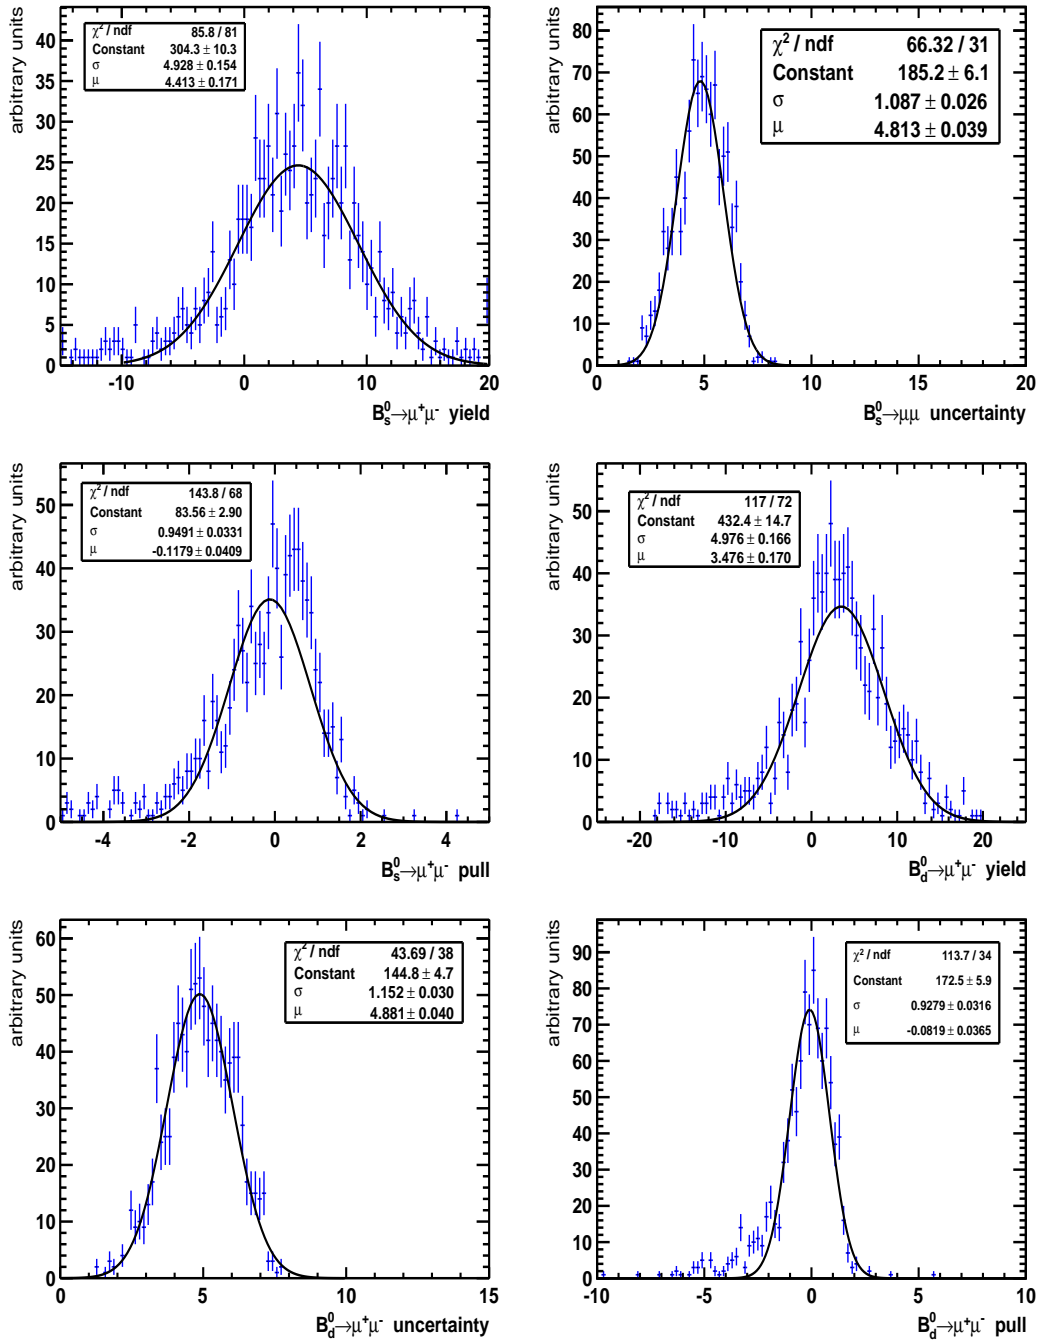 arbitrary units
χ² / ndf 85.8 / 81
Constant 304.3 ± 10.3
σ 4.928 ± 0.154
μ 4.413 ± 0.171
40
35
30
25
20
15
10
5
0
-10 0 10 20
B⁰ₛ→μ⁺μ⁻ yield
arbitrary units
χ² / ndf 66.32 / 31
Constant 185.2 ± 6.1
σ 1.087 ± 0.026
μ 4.813 ± 0.039
80
70
60
50
40
30
20
10
0
0 5 10 15 20
B⁰ₛ→μμ uncertainty
arbitrary units
χ² / ndf 143.8 / 68
Constant 83.56 ± 2.90
σ 0.9491 ± 0.0331
μ -0.1179 ± 0.0409
50
40
30
20
10
0
-4 -2 0 2 4
B⁰ₛ→μ⁺μ⁻ pull
arbitrary units
χ² / ndf 117 / 72
Constant 432.4 ± 14.7
σ 4.976 ± 0.166
μ 3.476 ± 0.170
50
40
30
20
10
0
-20 -10 0 10 20
B⁰d→μ⁺μ⁻ yield
arbitrary units
χ² / ndf 43.69 / 38
Constant 144.8 ± 4.7
σ 1.152 ± 0.030
μ 4.881 ± 0.040
60
50
40
30
20
10
0
0 5 10 15
B⁰d→μ⁺μ⁻ uncertainty
arbitrary units
χ² / ndf 113.7 / 34
Constant 172.5 ± 5.9
σ 0.9279 ± 0.0316
μ -0.0819 ± 0.0365
90
80
70
60
50
40
30
20
10
0
-10 -5 0 5 10
B⁰d→μ⁺μ⁻ pull